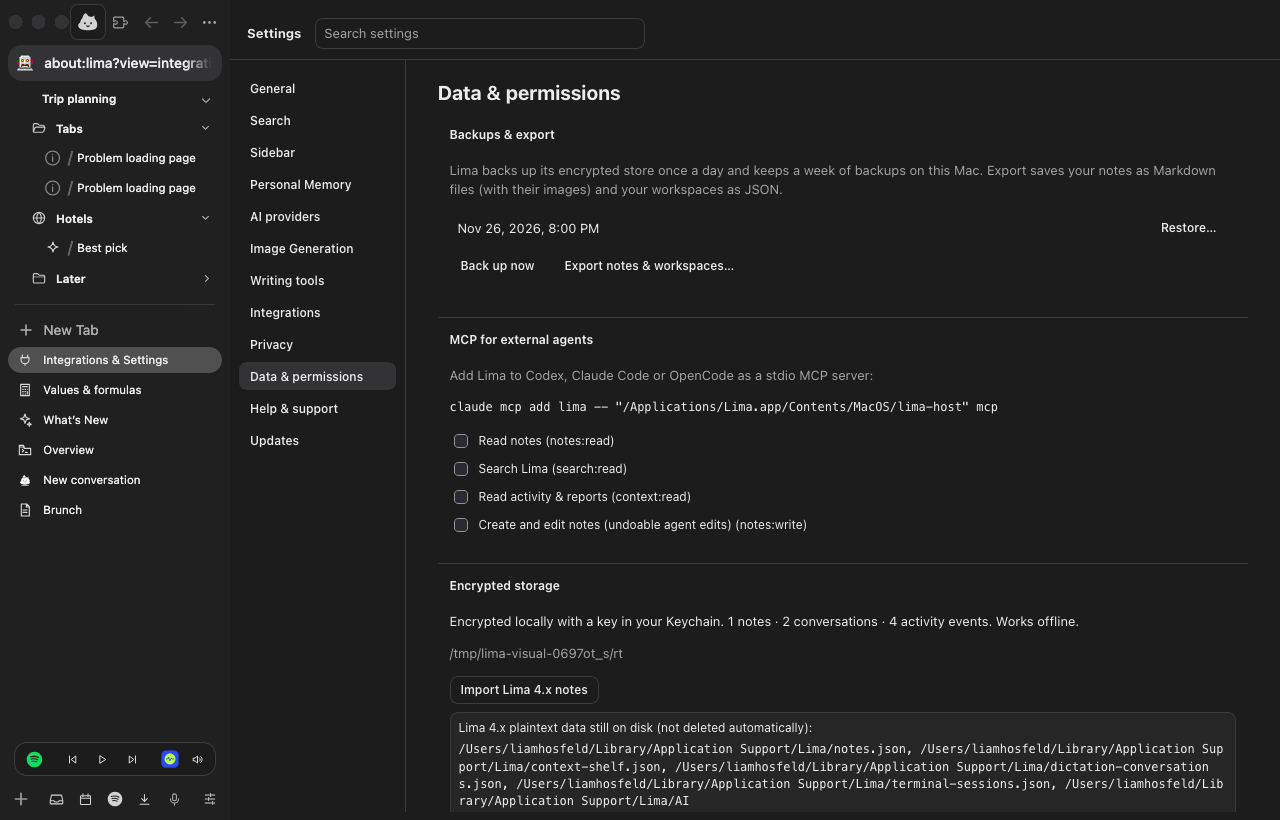 about:lima?view=integrat
Trip planning
Tabs
/ Problem loading page
/ Problem loading page
Hotels
/ Best pick
Later
New Tab
Integrations & Settings
Values & formulas
What's New
Overview
New conversation
Brunch
Settings
Search settings
General
Search
Sidebar
Personal Memory
AI providers
Image Generation
Writing tools
Integrations
Privacy
Data & permissions
Help & support
Updates
Data & permissions
Backups & export
Lima backs up its encrypted store once a day and keeps a week of backups on this Mac. Export saves your notes as Markdown
files (with their images) and your workspaces as JSON.
Nov 26, 2026, 8:00 PM
Restore...
Back up now
Export notes & workspaces...
MCP for external agents
Add Lima to Codex, Claude Code or OpenCode as a stdio MCP server:
claude mcp add lima -- "/Applications/Lima.app/Contents/MacOS/lima-host" mcp
Read notes (notes:read)
Search Lima (search:read)
Read activity & reports (context:read)
Create and edit notes (undoable agent edits) (notes:write)
Encrypted storage
Encrypted locally with a key in your Keychain. 1 notes · 2 conversations · 4 activity events. Works offline.
/tmp/lima-visual-0697ot_s/rt
Import Lima 4.x notes
Lima 4.x plaintext data still on disk (not deleted automatically):
/Users/liamhosfeld/Library/Application Support/Lima/notes.json, /Users/liamhosfeld/Library/Application Sup
port/Lima/context-shelf.json, /Users/liamhosfeld/Library/Application Support/Lima/dictation-conversation
s.json, /Users/liamhosfeld/Library/Application Support/Lima/terminal-sessions.json, /Users/liamhosfeld/Lib
rary/Application Support/Lima/AI